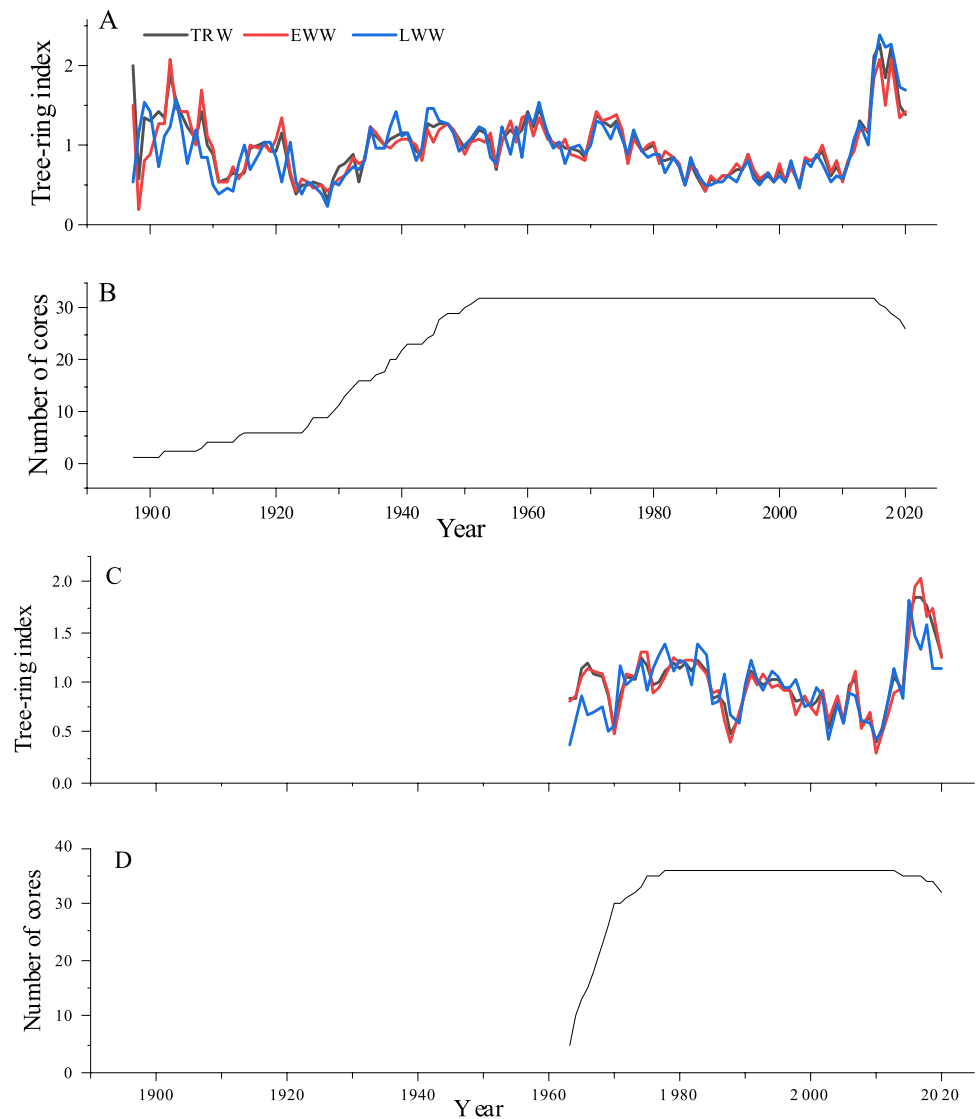 A
TRW EWW LWW
Tree-ring index
2
1
0
B
Number of cores
30
20
10
0
1900 1920 1940 1960 1980 2000 2020
Year
C
Tree-ring index
2.0
1.5
1.0
0.5
0.0
D
Number of cores
40
30
20
10
0
1900 1920 1940 1960 1980 2000 2020
Year